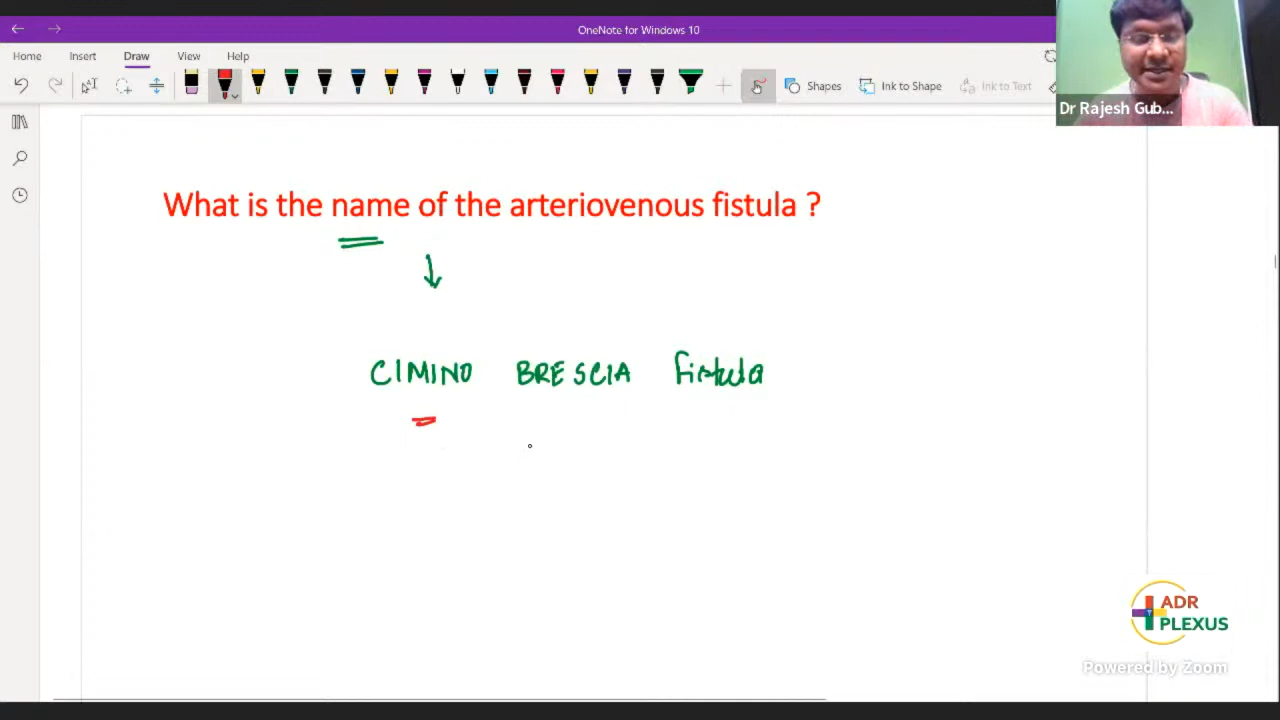 OneNote for Windows 10
Home Insert Draw View Help
Shapes Ink to Shape Ink to Text
Dr Rajesh Gub...
What is the name of the arteriovenous fistula ?
CIMINO BRESCIA fistula
ADR
PLEXUS
Powered by Zoom